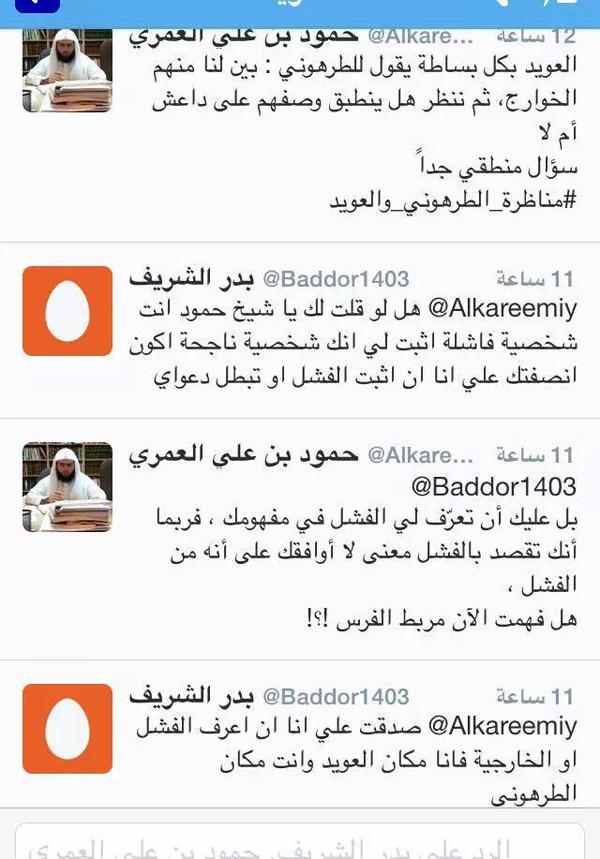 حمود بن علي العمري @Alkare... 12 ساعة
العويد بكل بساطة يقول للطرهوني : بين لنا منهم
الخوارج، ثم ننظر هل ينطبق وصفهم على داعش
أم لا
سؤال منطقي جداً
#مناظرة_الطرهوني_والعويد
بدر الشريف @Baddor1403 11 ساعة
@Alkareemiy هل لو قلت لك يا شيخ حمود انت
شخصية فاشلة اثبت لي انك شخصية ناجحة اكون
انصفتك علي انا ان اثبت الفشل او تبطل دعواي
حمود بن علي العمري @Alkare... 11 ساعة
@Baddor1403
بل عليك أن تعرّف لي الفشل في مفهومك ، فربما
أنك تقصد بالفشل معنى لا أوافقك على أنه من
الفشل ،
هل فهمت الآن مربط الفرس !؟!
بدر الشريف @Baddor1403 11 ساعة
@Alkareemiy صدقت علي انا ان اعرف الفشل
او الخارجية فانا مكان العويد وانت مكان
الطرهوني
الرد على بدر الشريف, حمود بن علي العمري